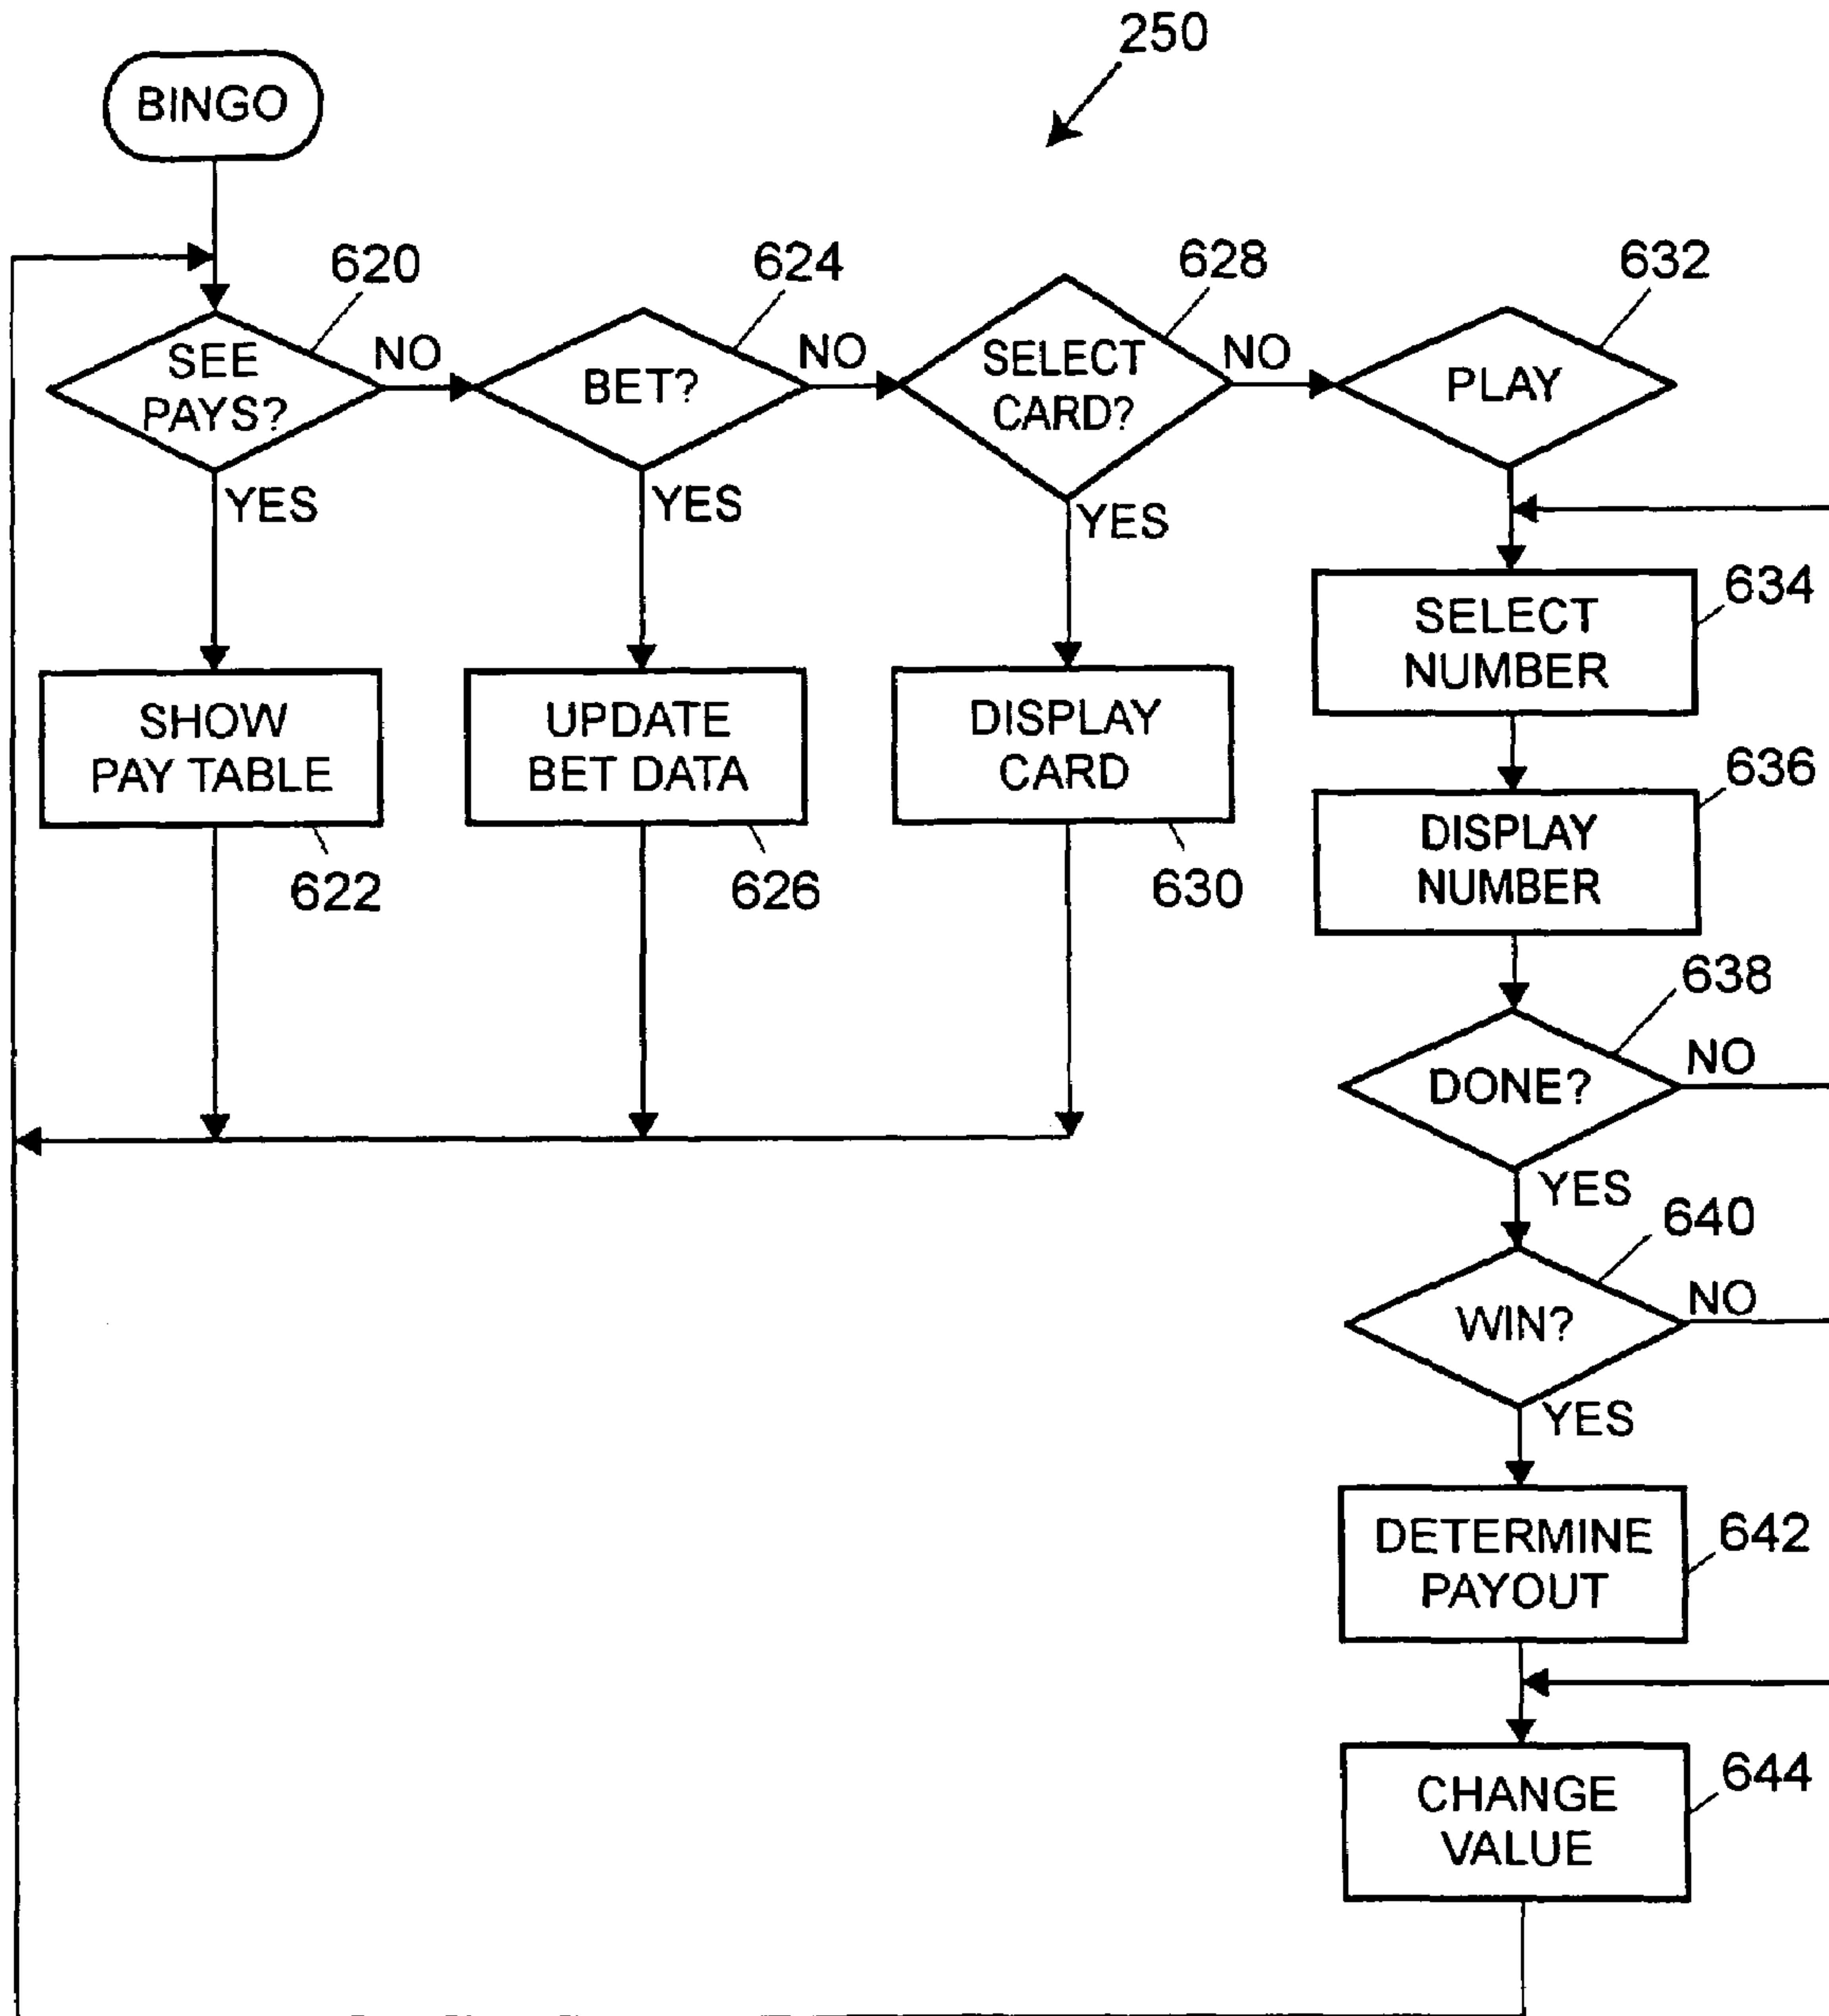 250
BINGO
620
624
628
632
SEE
PAYS?
NO
BET?
NO
SELECT
CARD?
NO
PLAY
YES
YES
YES
SHOW
PAY TABLE
622
UPDATE
BET DATA
626
DISPLAY
CARD
630
SELECT
NUMBER
634
DISPLAY
NUMBER
636
638
DONE?
NO
YES
640
WIN?
NO
YES
DETERMINE
PAYOUT
642
CHANGE
VALUE
644